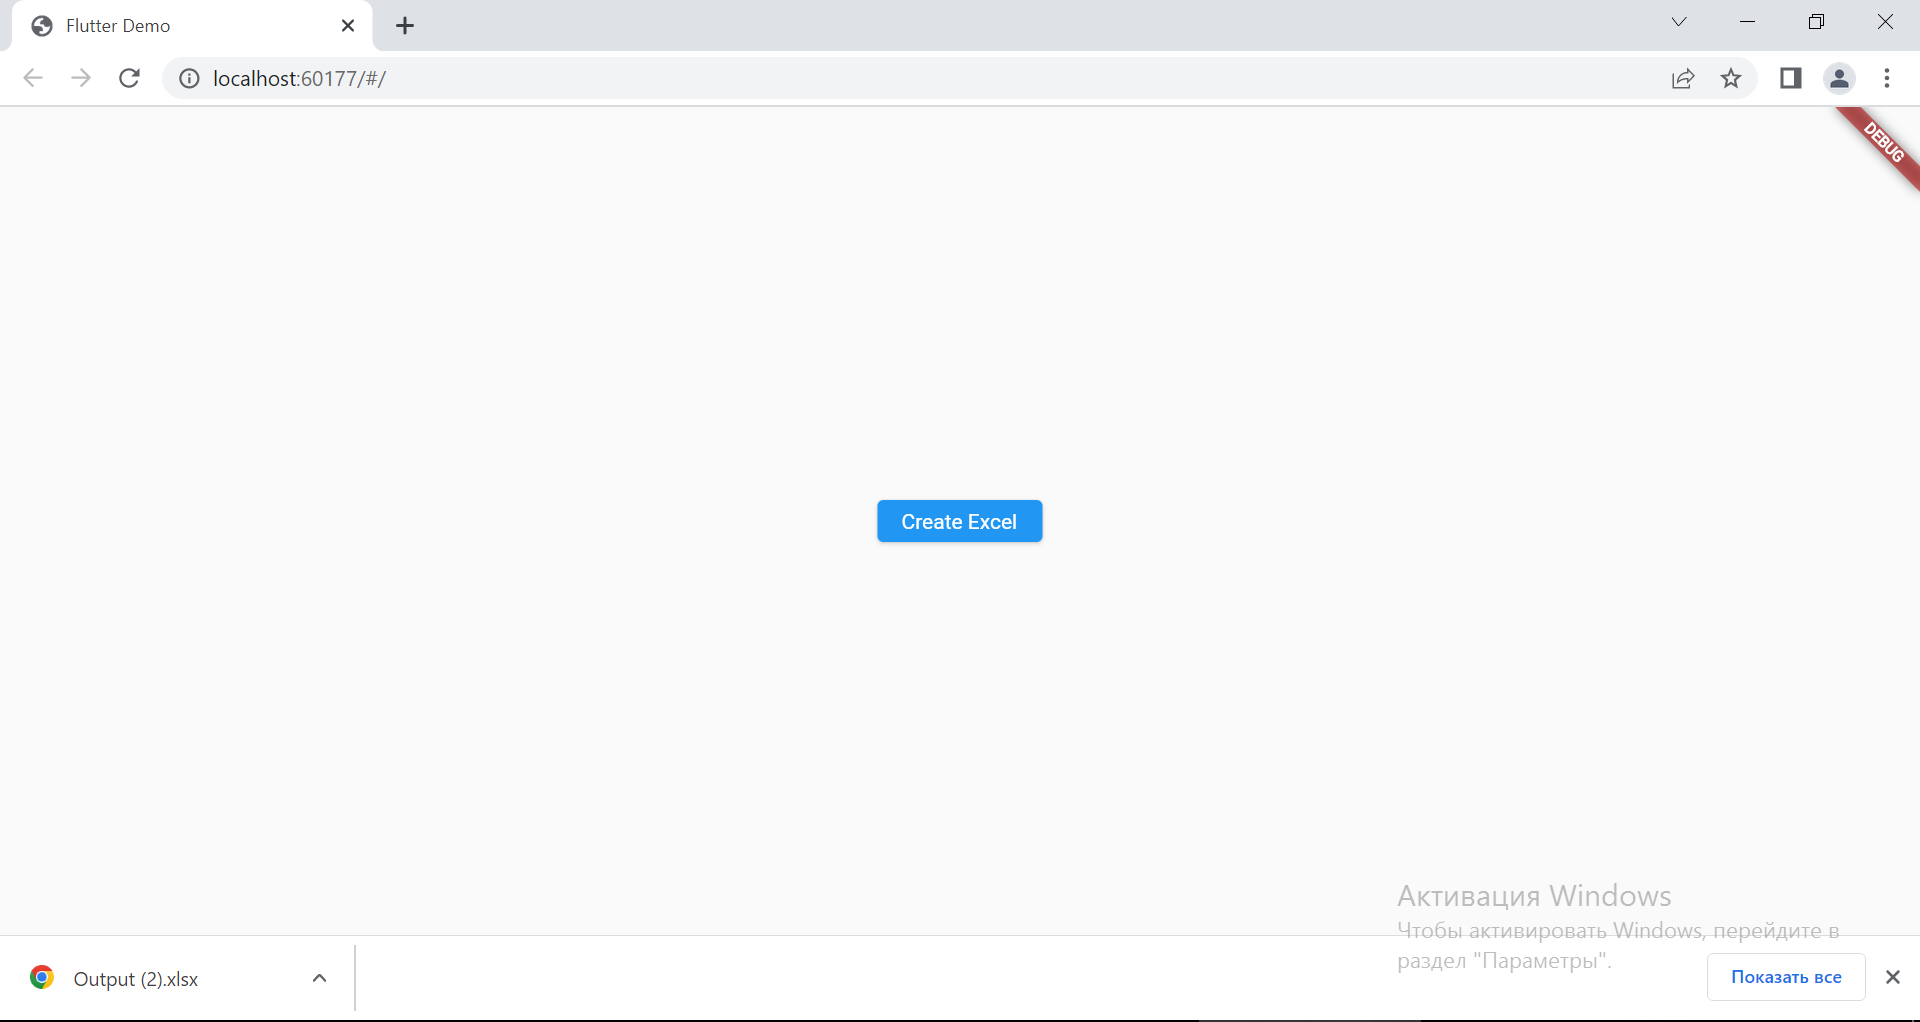 Flutter Demo
localhost:60177/#/
DEBUG
Create Excel
Активация Windows
Чтобы активировать Windows, перейдите в
раздел "Параметры".
Output (2).xlsx
Показать все